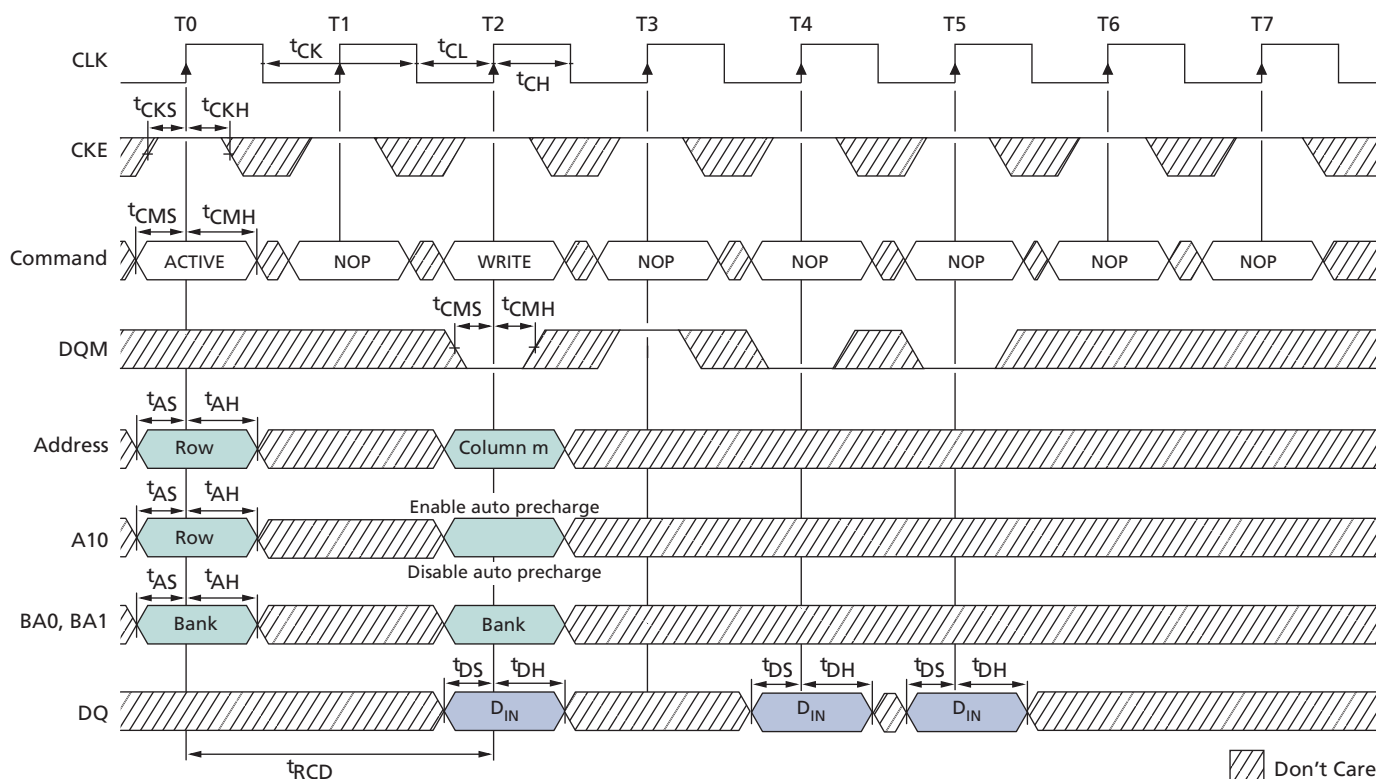 T0 T1 T2 T3 T4 T5 T6 T7
CLK
tCK tCL
tCH
tCKS tCKH
CKE
tCMS tCMH
Command ACTIVE NOP WRITE NOP NOP NOP NOP NOP
tCMS tCMH
DQM
tAS tAH
Address Row Column m
tAS tAH Enable auto precharge
A10 Row
Disable auto precharge
tAS tAH
BA0, BA1 Bank Bank
tDS tDH tDS tDH tDS tDH
DQ DIN DIN DIN
tRCD
Don't Care